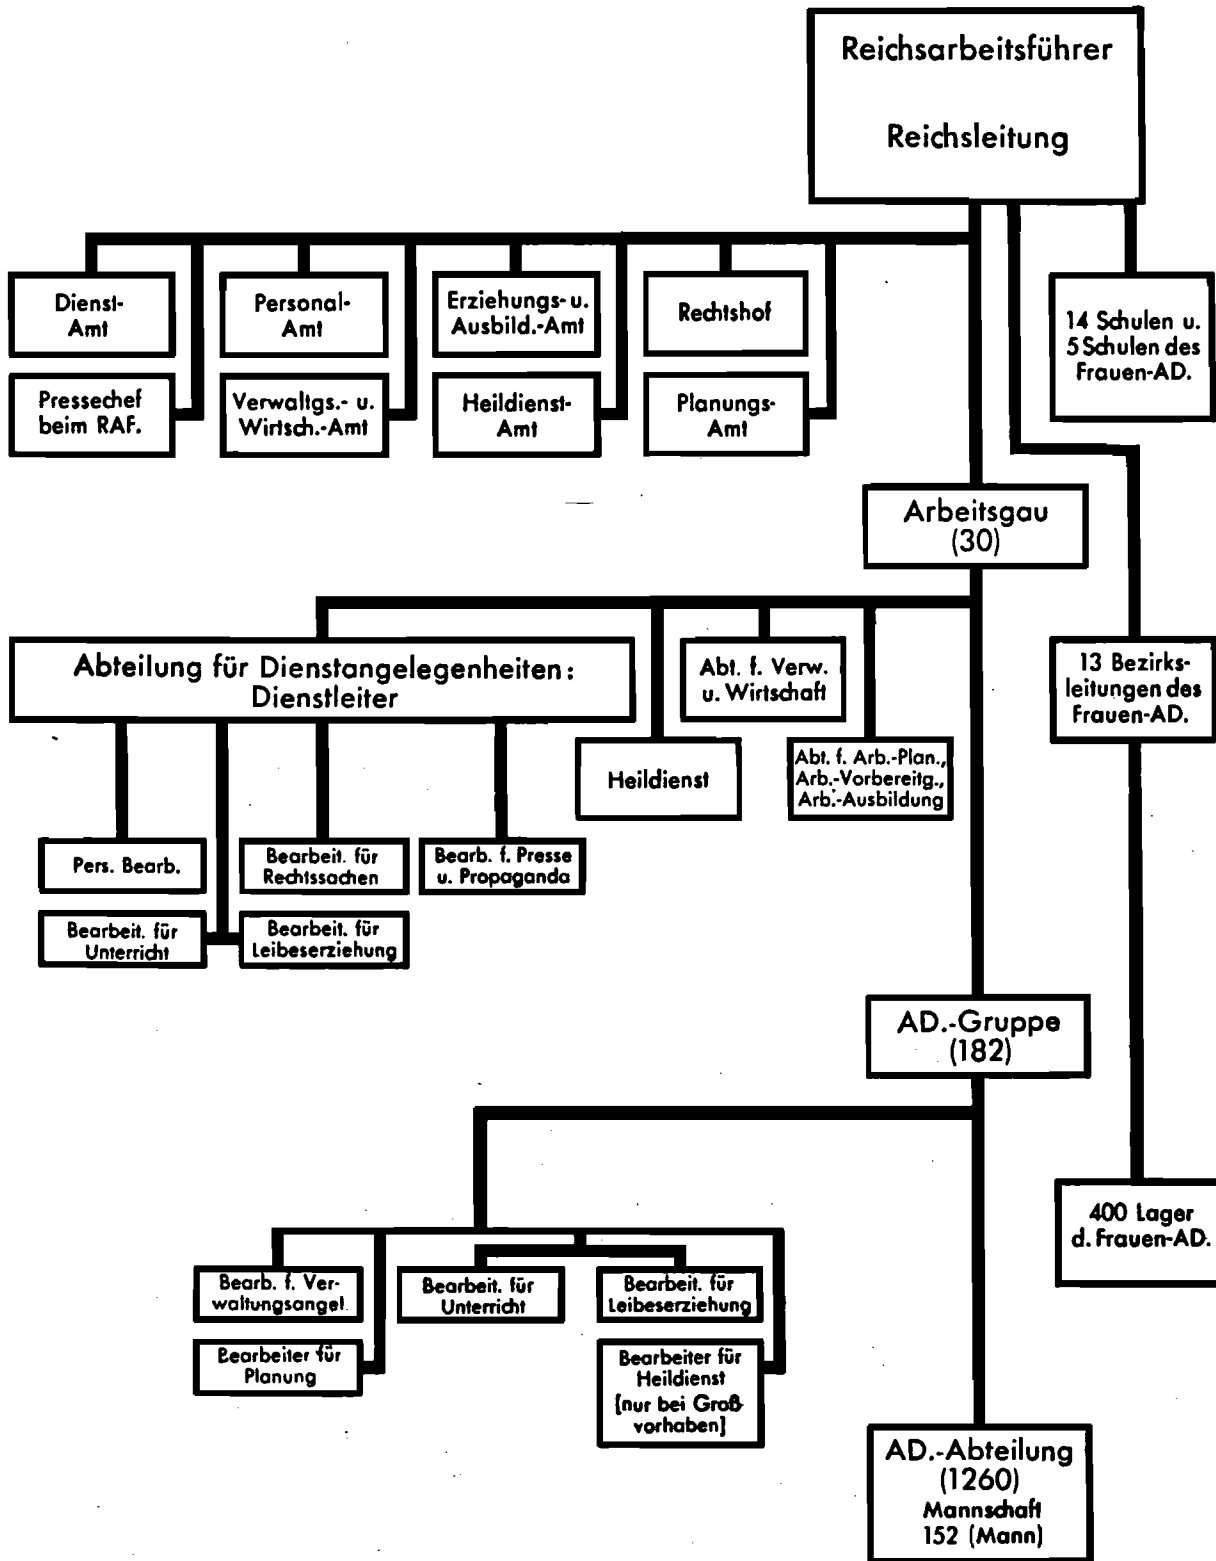 Reichsarbeitsführer
Reichsleitung
Dienst-
Amt
Personal-
Amt
Erziehungs- u.
Ausbild.-Amt
Rechtshof
14 Schulen u.
5 Schulen des
Frauen-AD.
Pressechef
beim RAF.
Verwaltgs.- u.
Wirtsch.-Amt
Heildienst-
Amt
Planungs-
Amt
Arbeitsgau
(30)
Abteilung für Dienstangelegenheiten:
Dienstleiter
Abt. f. Verw.
u. Wirtschaft
13 Bezirks-
leitungen des
Frauen-AD.
Heildienst
Abt. f. Arb.-Plan.,
Arb.-Vorbereitg.,
Arb.-Ausbildung
Pers. Bearb.
Bearbeit. für
Rechtssachen
Bearb. f. Presse
u. Propaganda
Bearbeit. für
Unterricht
Bearbeit. für
Leibeserziehung
AD.-Gruppe
(182)
400 Lager
d. Frauen-AD.
Bearb. f. Ver-
waltungsangel.
Bearbeit. für
Unterricht
Bearbeit. für
Leibeserziehung
Bearbeiter für
Planung
Bearbeiter für
Heildienst
[nur bei Groß-
vorhaben]
AD.-Abteilung
(1260)
Mannschaft
152 (Mann)